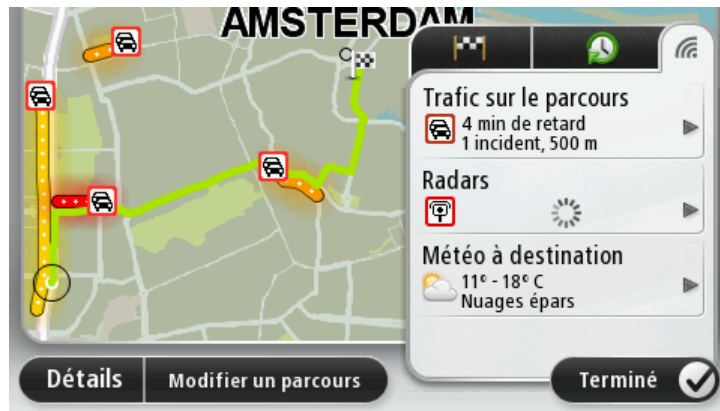 AMSTERDAM
Trafic sur le parcours
4 min de retard
1 incident, 500 m
Radars
Météo à destination
11° - 18° C
Nuages épars
Détails
Modifier un parcours
Terminé